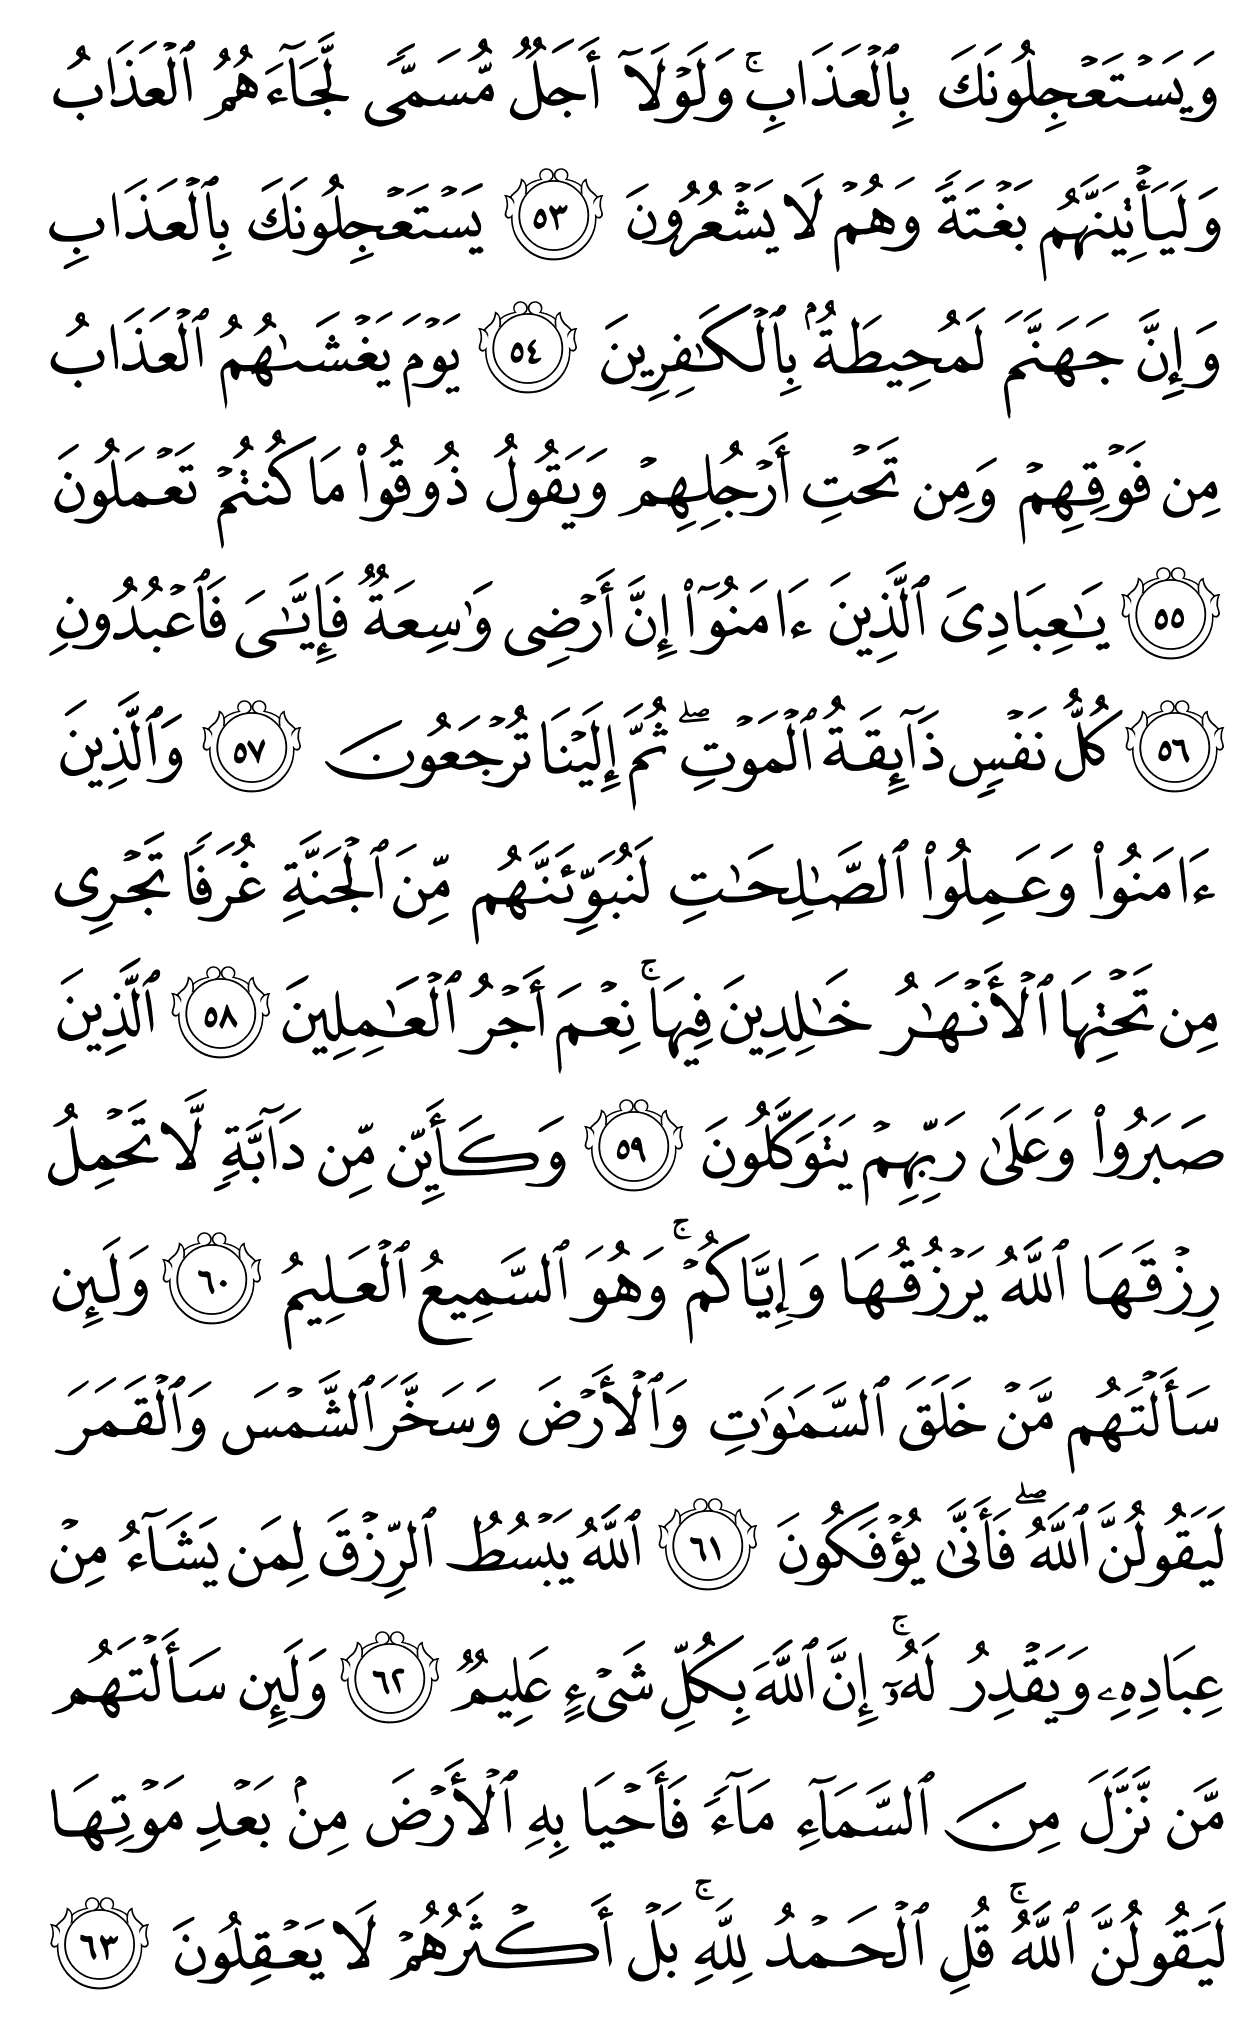 وَيَسۡتَعۡجِلُونَكَ بِٱلۡعَذَابِۚ وَلَوۡلَآ أَجَلٞ مُّسَمّٗى لَّجَآءَهُمُ ٱلۡعَذَابُ
وَلَيَأۡتِيَنَّهُم بَغۡتَةٗ وَهُمۡ لَا يَشۡعُرُونَ ٥٣ يَسۡتَعۡجِلُونَكَ بِٱلۡعَذَابِ
وَإِنَّ جَهَنَّمَ لَمُحِيطَةُۢ بِٱلۡكَٰفِرِينَ ٥٤ يَوۡمَ يَغۡشَىٰهُمُ ٱلۡعَذَابُ
مِن فَوۡقِهِمۡ وَمِن تَحۡتِ أَرۡجُلِهِمۡ وَيَقُولُ ذُوقُواْ مَا كُنتُمۡ تَعۡمَلُونَ
٥٥ يَٰعِبَادِيَ ٱلَّذِينَ ءَامَنُوٓاْ إِنَّ أَرۡضِي وَٰسِعَةٞ فَإِيَّٰيَ فَٱعۡبُدُونِ
٥٦ كُلُّ نَفۡسٖ ذَآئِقَةُ ٱلۡمَوۡتِۖ ثُمَّ إِلَيۡنَا تُرۡجَعُونَ ٥٧ وَٱلَّذِينَ
ءَامَنُواْ وَعَمِلُواْ ٱلصَّٰلِحَٰتِ لَنُبَوِّئَنَّهُم مِّنَ ٱلۡجَنَّةِ غُرَفٗا تَجۡرِي
مِن تَحۡتِهَا ٱلۡأَنۡهَٰرُ خَٰلِدِينَ فِيهَاۚ نِعۡمَ أَجۡرُ ٱلۡعَٰمِلِينَ ٥٨ ٱلَّذِينَ
صَبَرُواْ وَعَلَىٰ رَبِّهِمۡ يَتَوَكَّلُونَ ٥٩ وَكَأَيِّن مِّن دَآبَّةٖ لَّا تَحۡمِلُ
رِزۡقَهَا ٱللَّهُ يَرۡزُقُهَا وَإِيَّاكُمۡۚ وَهُوَ ٱلسَّمِيعُ ٱلۡعَلِيمُ ٦٠ وَلَئِن
سَأَلۡتَهُم مَّنۡ خَلَقَ ٱلسَّمَٰوَٰتِ وَٱلۡأَرۡضَ وَسَخَّرَ ٱلشَّمۡسَ وَٱلۡقَمَرَ
لَيَقُولُنَّ ٱللَّهُۖ فَأَنَّىٰ يُؤۡفَكُونَ ٦١ ٱللَّهُ يَبۡسُطُ ٱلرِّزۡقَ لِمَن يَشَآءُ مِنۡ
عِبَادِهِۦ وَيَقۡدِرُ لَهُۥٓۚ إِنَّ ٱللَّهَ بِكُلِّ شَيۡءٍ عَلِيمٞ ٦٢ وَلَئِن سَأَلۡتَهُم
مَّن نَّزَّلَ مِنَ ٱلسَّمَآءِ مَآءٗ فَأَحۡيَا بِهِ ٱلۡأَرۡضَ مِنۢ بَعۡدِ مَوۡتِهَا
لَيَقُولُنَّ ٱللَّهُۚ قُلِ ٱلۡحَمۡدُ لِلَّهِۚ بَلۡ أَكۡثَرُهُمۡ لَا يَعۡقِلُونَ ٦٣